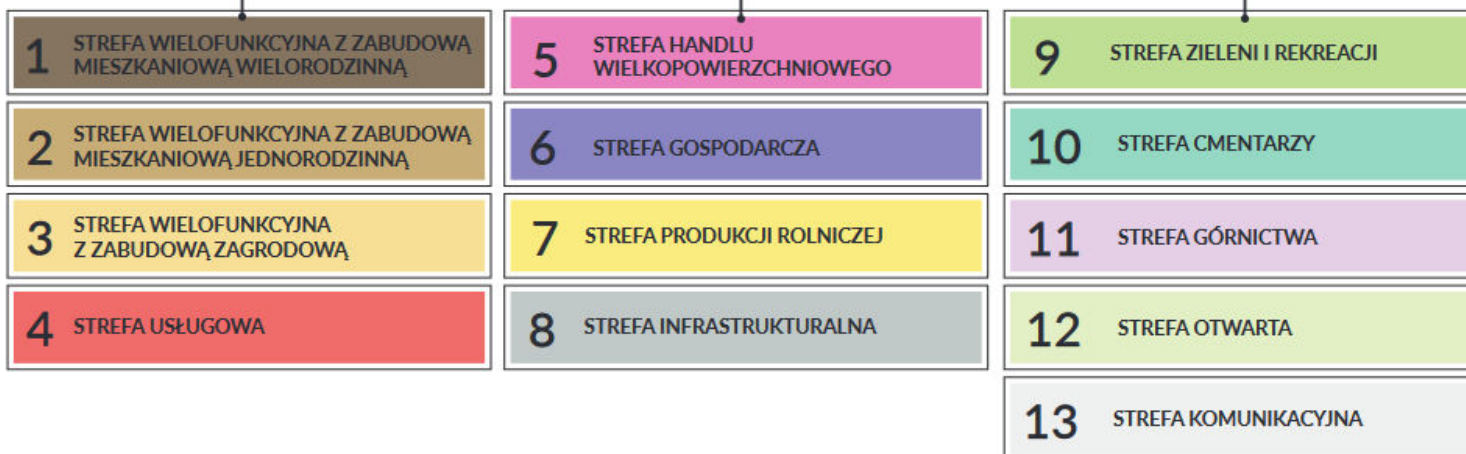 1
STREFA WIELOFUNKCYJNA Z ZABUDOWĄ
MIESZKANIOWĄ WIELORODZINNĄ
2
STREFA WIELOFUNKCYJNA Z ZABUDOWĄ
MIESZKANIOWĄ JEDNORODZINNĄ
3
STREFA WIELOFUNKCYJNA
Z ZABUDOWĄ ZAGRODOWĄ
4
STREFA USŁUGOWA
5
STREFA HANDLU
WIELKOPOWIERZCHNIOWEGO
6
STREFA GOSPODARCZA
7
STREFA PRODUKCJI ROLNICZEJ
8
STREFA INFRASTRUKTURALNA
9
STREFA ZIELENI I REKREACJI
10
STREFA CMENTARZY
11
STREFA GÓRNICTWA
12
STREFA OTWARTA
13
STREFA KOMUNIKACYJNA